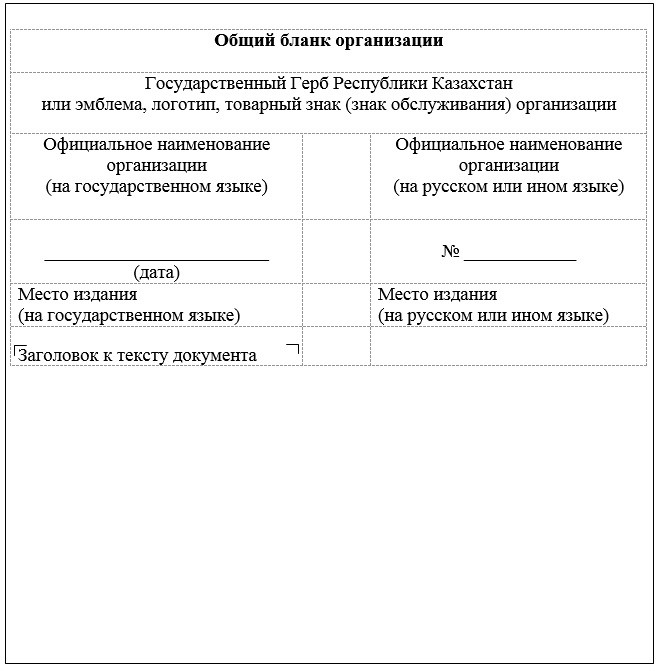 Общий бланк организации
Государственный Герб Республики Казахстан
или эмблема, логотип, товарный знак (знак обслуживания) организации
Официальное наименование
организации
(на государственном языке)
Официальное наименование
организации
(на русском или ином языке)
_________________________
(дата)
№ ____________
Место издания
(на государственном языке)
Место издания
(на русском или ином языке)
Заголовок к тексту документа